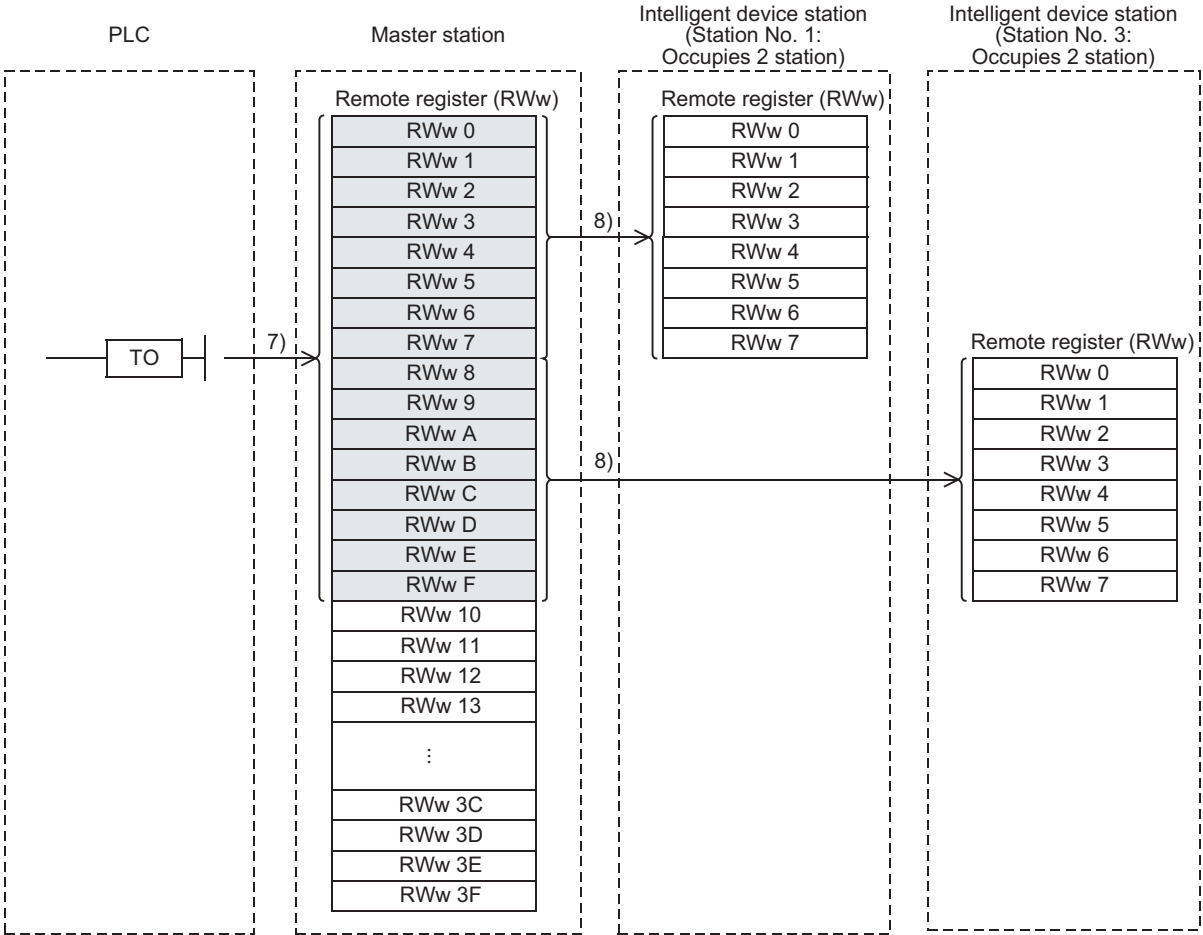 PLC
Master station
Intelligent device station
(Station No. 1:
Occupies 2 station)
Intelligent device station
(Station No. 3:
Occupies 2 station)
TO
7)
Remote register (RWw)
RWw 0
RWw 1
RWw 2
RWw 3
RWw 4
RWw 5
RWw 6
RWw 7
RWw 8
RWw 9
RWw A
RWw B
RWw C
RWw D
RWw E
RWw F
RWw 10
RWw 11
RWw 12
RWw 13
⋮
RWw 3C
RWw 3D
RWw 3E
RWw 3F
8)
8)
Remote register (RWw)
RWw 0
RWw 1
RWw 2
RWw 3
RWw 4
RWw 5
RWw 6
RWw 7
Remote register (RWw)
RWw 0
RWw 1
RWw 2
RWw 3
RWw 4
RWw 5
RWw 6
RWw 7